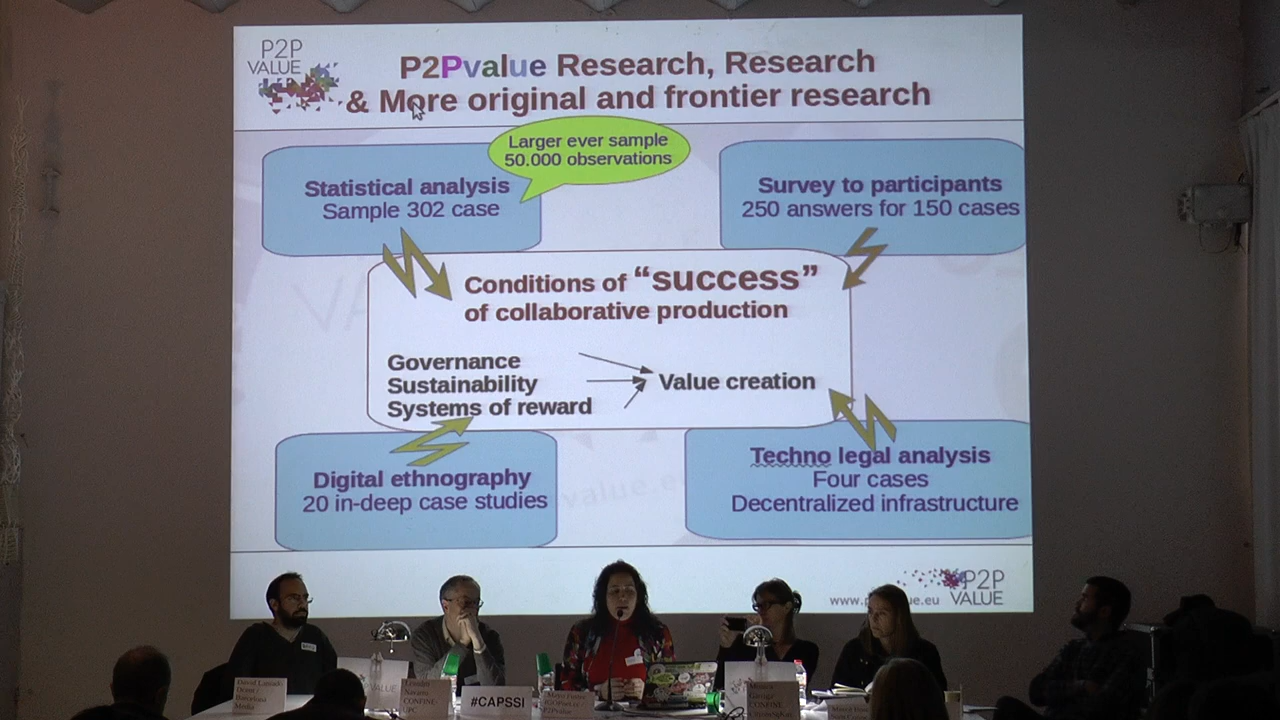 P2P
VALUE
P2Pvalue Research, Research
& More original and frontier research
Larger ever sample
50.000 observations
Statistical analysis
Sample 302 case
Survey to participants
250 answers for 150 cases
Conditions of “success”
of collaborative production
Governance
Sustainability
Systems of reward
Value creation
Digital ethnography
20 in-deep case studies
Techno legal analysis
Four cases
Decentralized infrastructure
P2P
VALUE
#CAPSSI